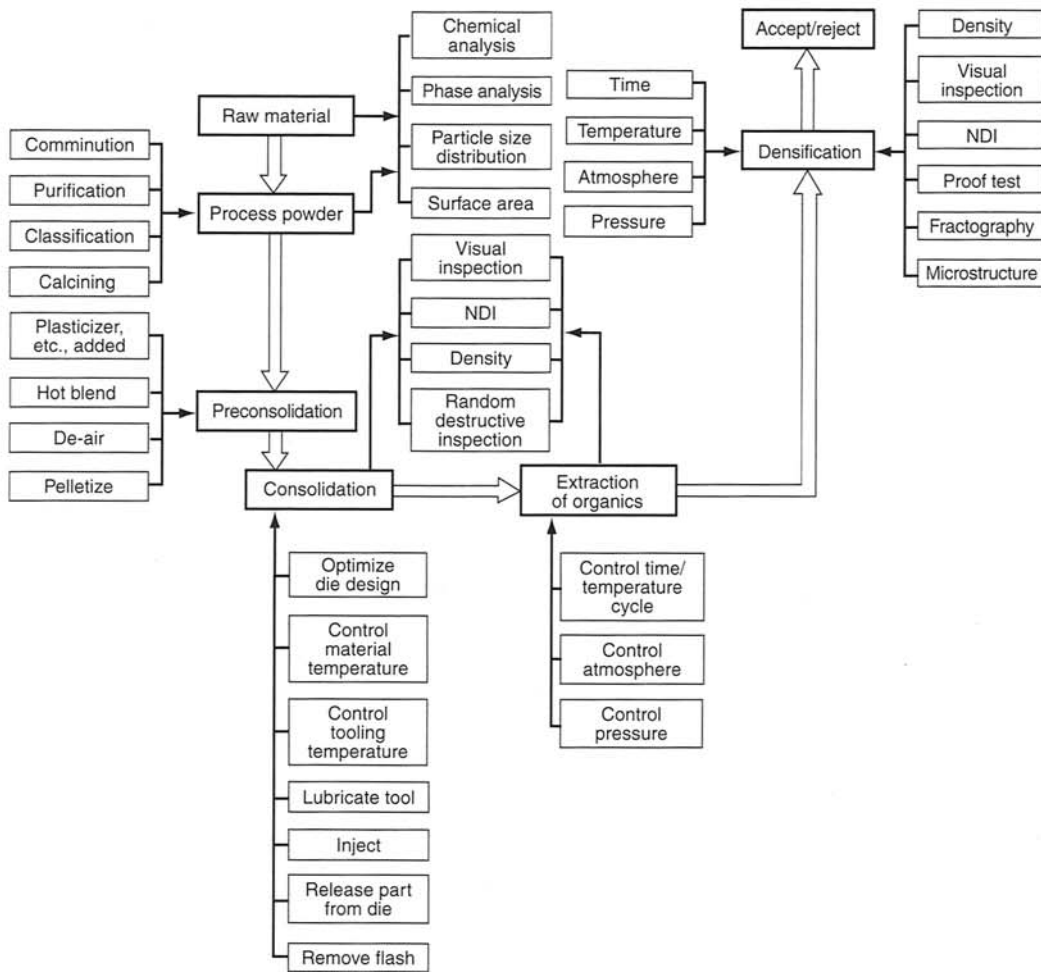 Chemical
analysis
Phase analysis
Particle size
distribution
Surface area
Accept/reject
Density
Visual
inspection
NDI
Proof test
Fractography
Microstructure
Time
Temperature
Atmosphere
Pressure
Densification
Raw material
Process powder
Comminution
Purification
Classification
Calcining
Plasticizer,
etc., added
Hot blend
De-air
Pelletize
Preconsolidation
Visual
inspection
NDI
Density
Random
destructive
inspection
Consolidation
Extraction
of organics
Optimize
die design
Control
material
temperature
Control
tooling
temperature
Lubricate tool
Inject
Release part
from die
Remove flash
Control time/
temperature
cycle
Control
atmosphere
Control
pressure